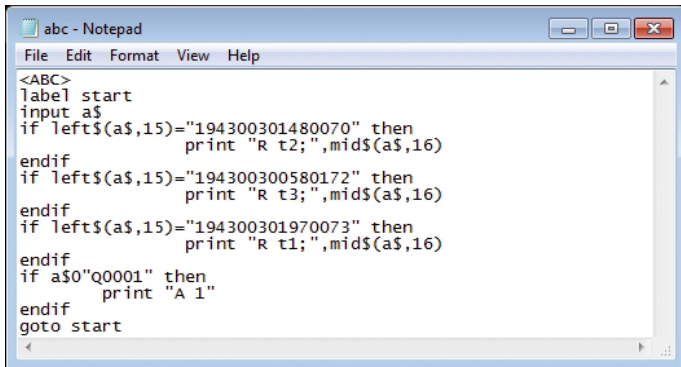 abc - Notepad
File Edit Format View Help
<ABC>
label start
input a$
if left$(a$,15)="194300301480070" then
print "R t2;",mid$(a$,16)
endif
if left$(a$,15)="194300300580172" then
print "R t3;",mid$(a$,16)
endif
if left$(a$,15)="194300301970073" then
print "R t1;",mid$(a$,16)
endif
if a$0"Q0001" then
print "A 1"
endif
goto start